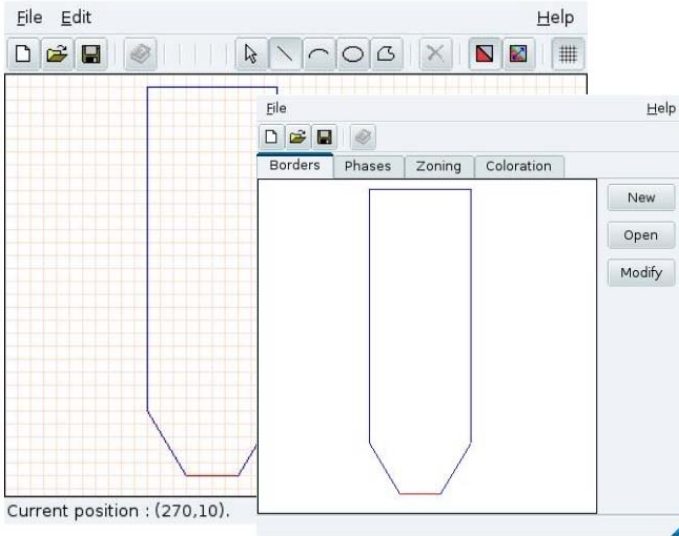 File Edit Help
File Help
Borders Phases Zoning Coloration
New
Open
Modify
Current position : (270,10).